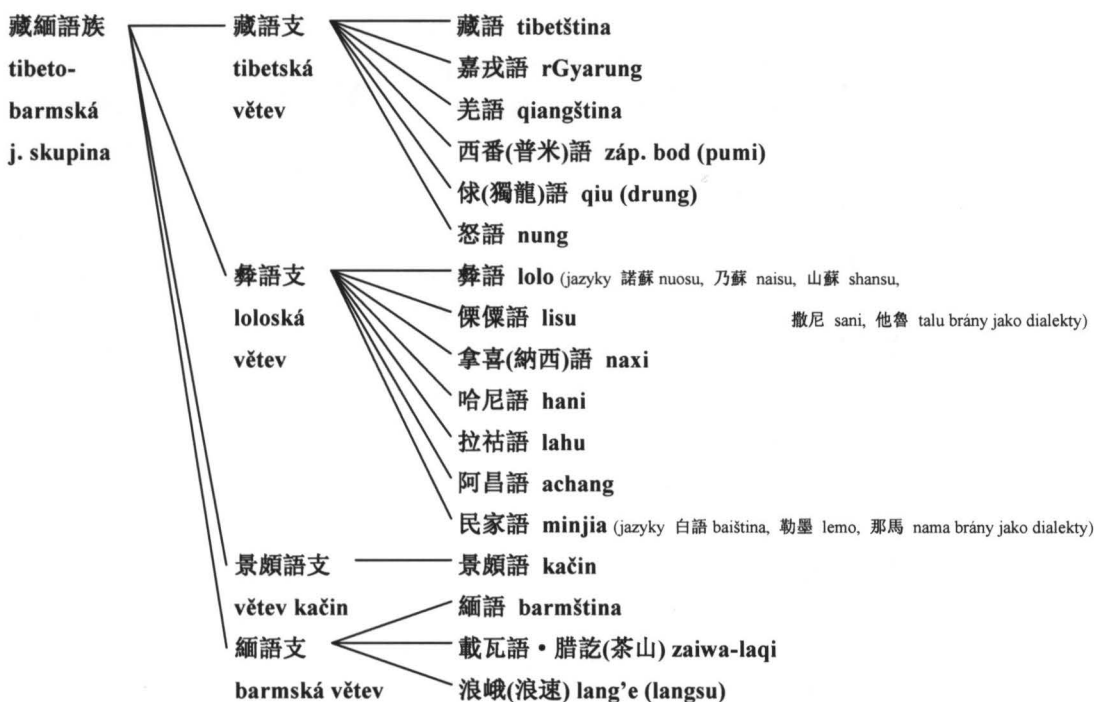 藏緬語族 藏語支 藏語 tibetština
tibeto- tibetská 嘉戎語 rGyarung
barmská větev 羌語 qiangština
j. skupina 西番(普米)語 záp. bod (pumi)
俅(獨龍)語 qiu (drung)
怒語 nung
彝語支 彝語 lolo (jazyky 諾蘇 nuosu, 乃蘇 naisu, 山蘇 shansu,
loloská 傈僳語 lisu 撒尼 sani, 他魯 talu brány jako dialekty)
větev 拿喜(納西)語 naxi
哈尼語 hani
拉祜語 lahu
阿昌語 achang
民家語 minjia (jazyky 白語 baiština, 勒墨 lemo, 那馬 nama brány jako dialekty)
景頗語支 景頗語 kačin
větev kačin 緬語 barmština
緬語支 載瓦語・腊訖(茶山) zaiwa-laqi
barmská větev 浪峨(浪速) lang’e (langsu)